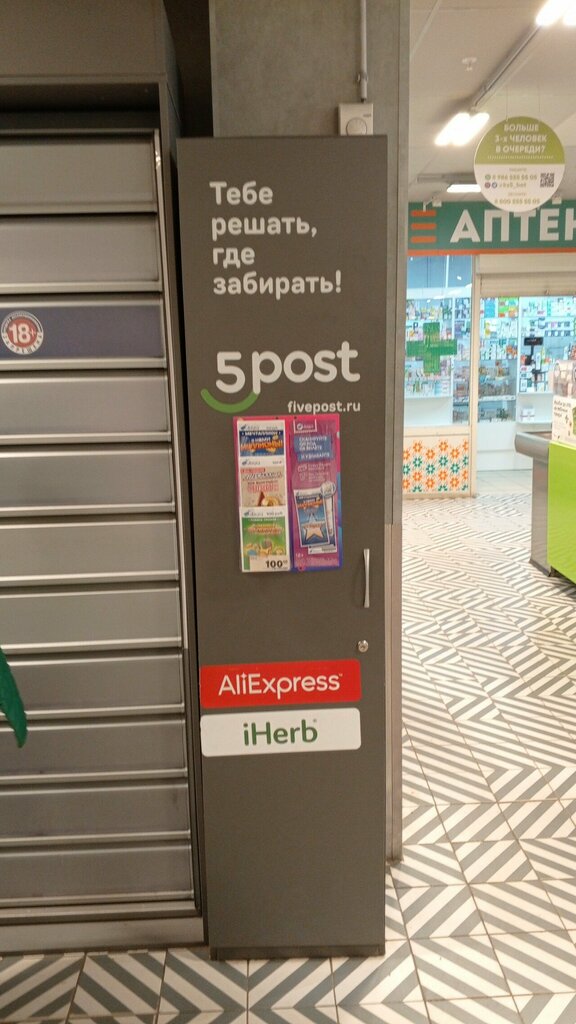 Тебе
решать,
где
забирать!
5post
fivepost.ru
100
AliExpress
iHerb
18+
БОЛЬШЕ
3-х ЧЕЛОВЕК
В ОЧЕРЕДИ?
АПТЕ